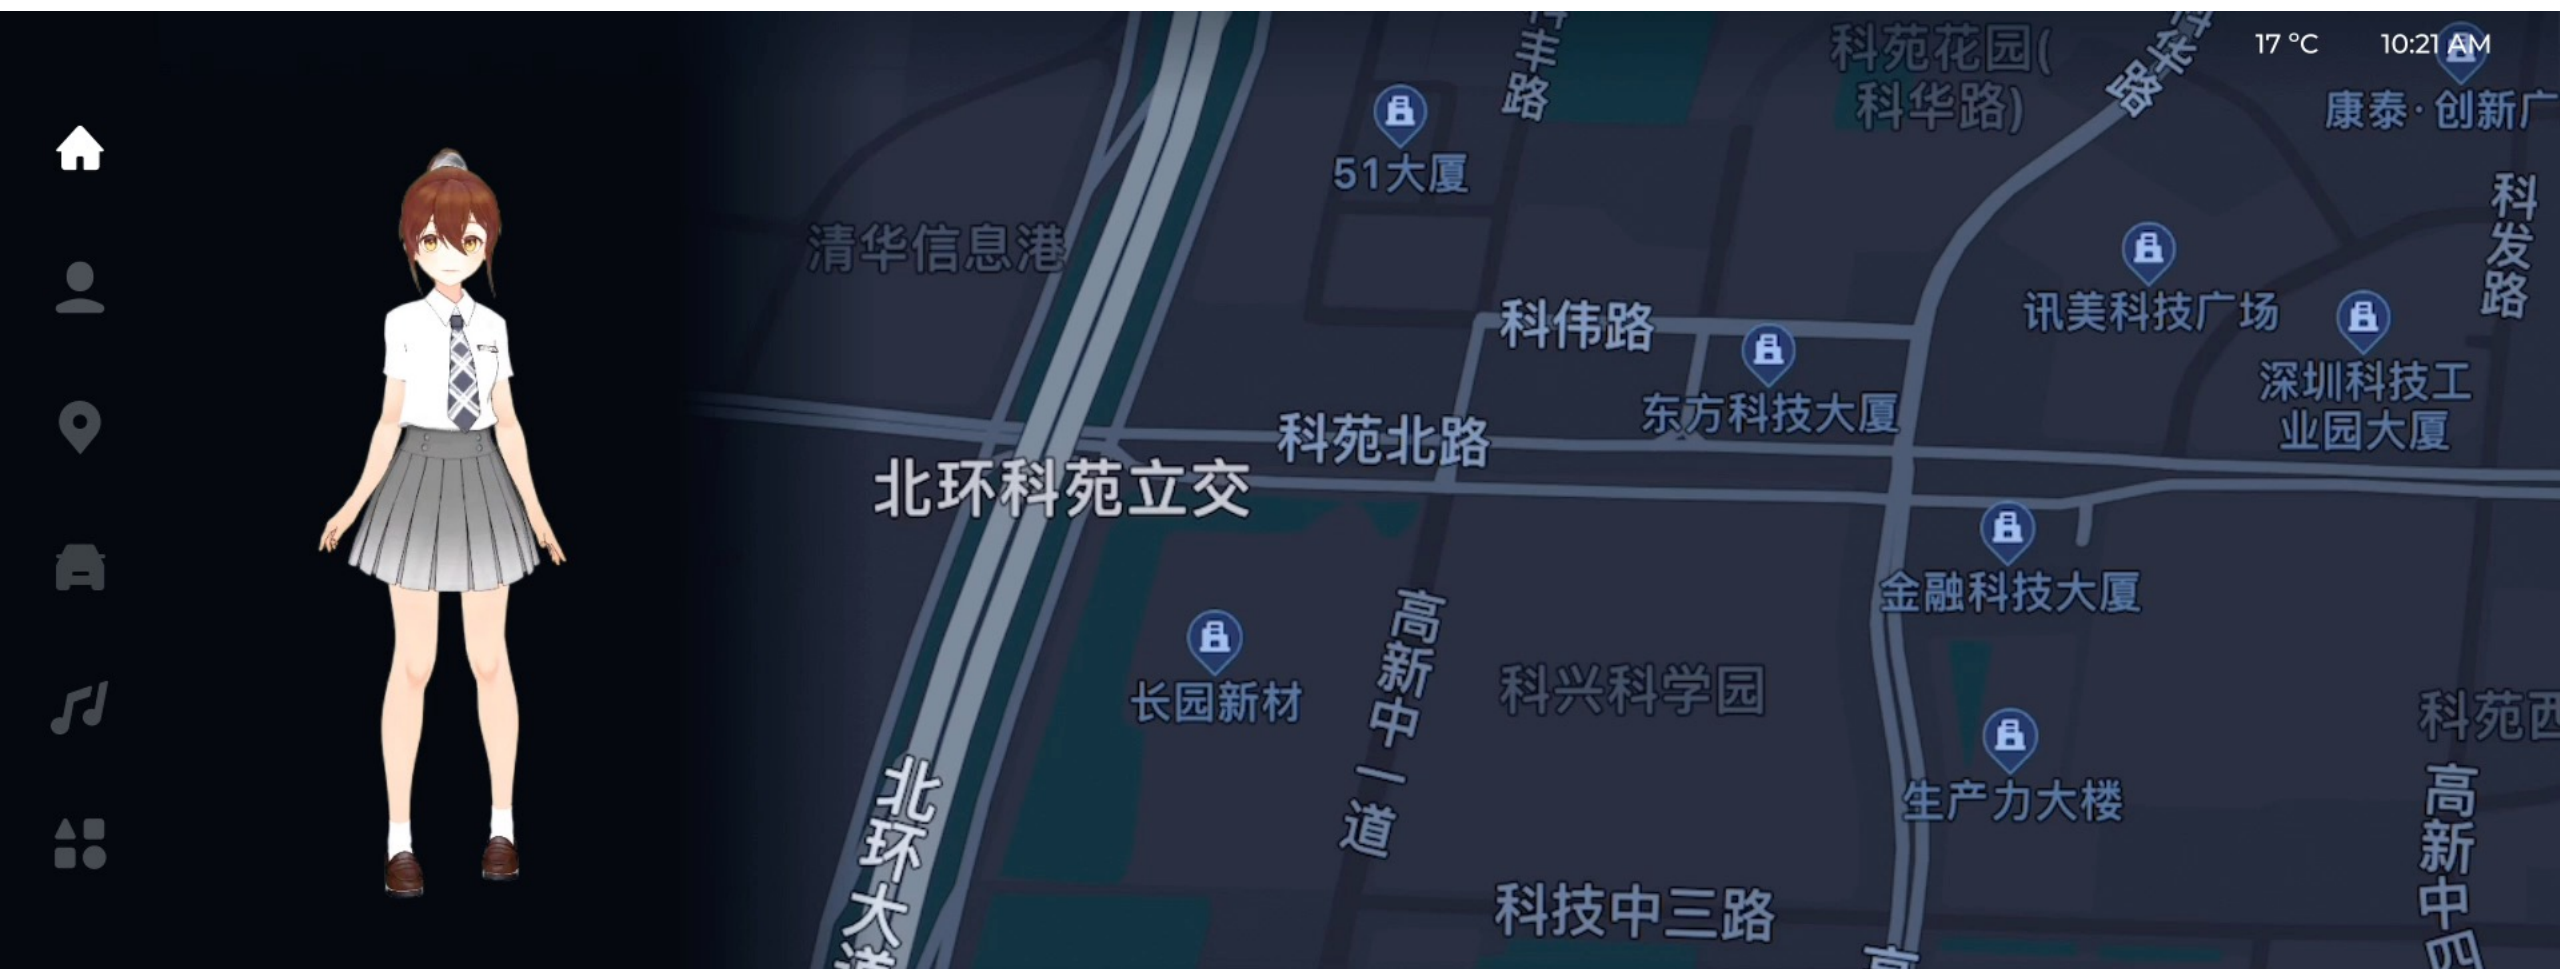 17 °C
10:21 AM
丰路
科苑花园(
科华路)
华路
康泰·创新广
51大厦
科发路
清华信息港
讯美科技广场
科伟路
深圳科技工
业园大厦
东方科技大厦
科苑北路
北环科苑立交
金融科技大厦
高新中一道
长园新材
科兴科学园
科苑西
生产力大楼
北环大道
高新中四
科技中三路
高